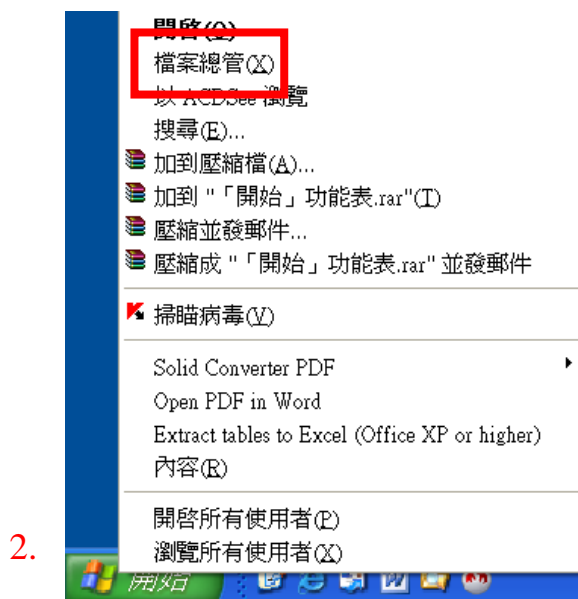 開啓(O)
檔案總管(X)
以 ACDSee 瀏覽
搜尋(E)...
加到壓縮檔(A)...
加到 "「開始」功能表.rar"(T)
壓縮並發郵件...
壓縮成 "「開始」功能表.rar" 並發郵件
掃瞄病毒(V)
Solid Converter PDF
Open PDF in Word
Extract tables to Excel (Office XP or higher)
內容(R)
開啓所有使用者(P)
瀏覽所有使用者(X)
2.
開始